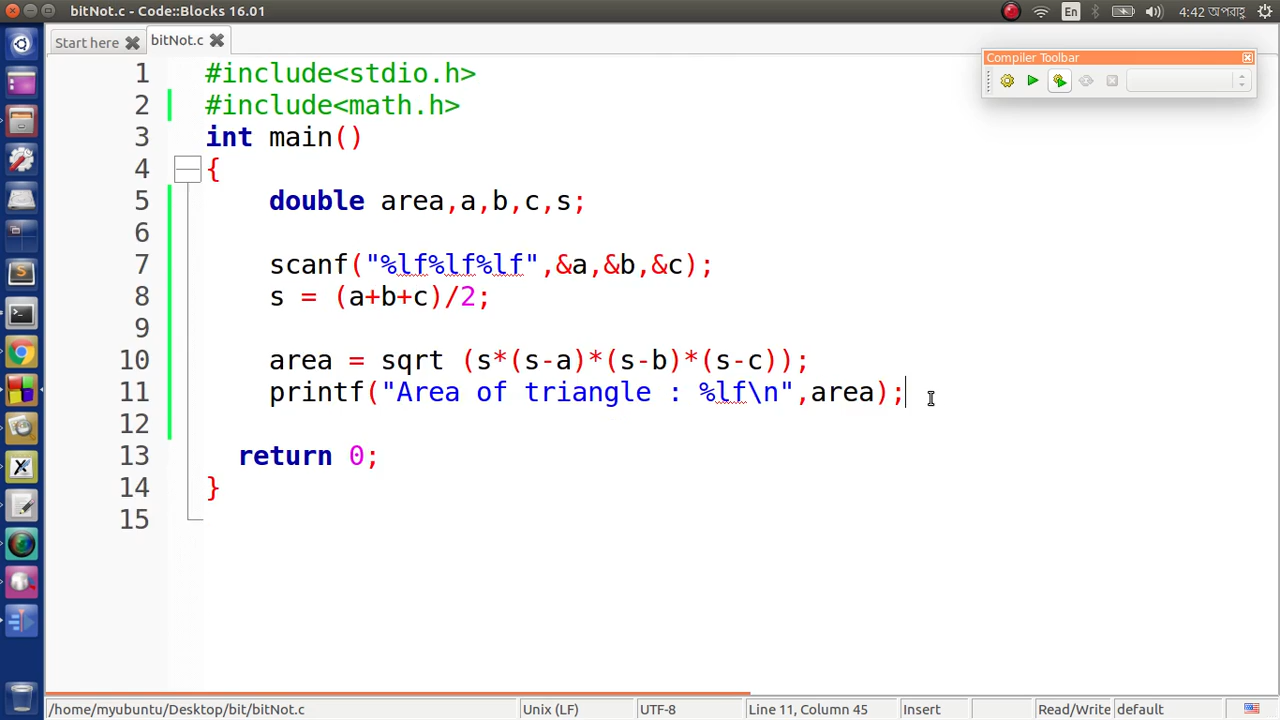 bitNot.c - Code::Blocks 16.01
En
4:42 অপরাহ্ণ
Start here
bitNot.c
Compiler Toolbar
1 #include<stdio.h>
2 #include<math.h>
3 int main()
4 {
5 double area,a,b,c,s;
6
7 scanf("%lf%lf%lf",&a,&b,&c);
8 s = (a+b+c)/2;
9
10 area = sqrt (s*(s-a)*(s-b)*(s-c));
11 printf("Area of triangle : %lf\n",area);
12
13 return 0;
14 }
15
/home/myubuntu/Desktop/bit/bitNot.c
Unix (LF)
UTF-8
Line 11, Column 45
Insert
Read/Write
default